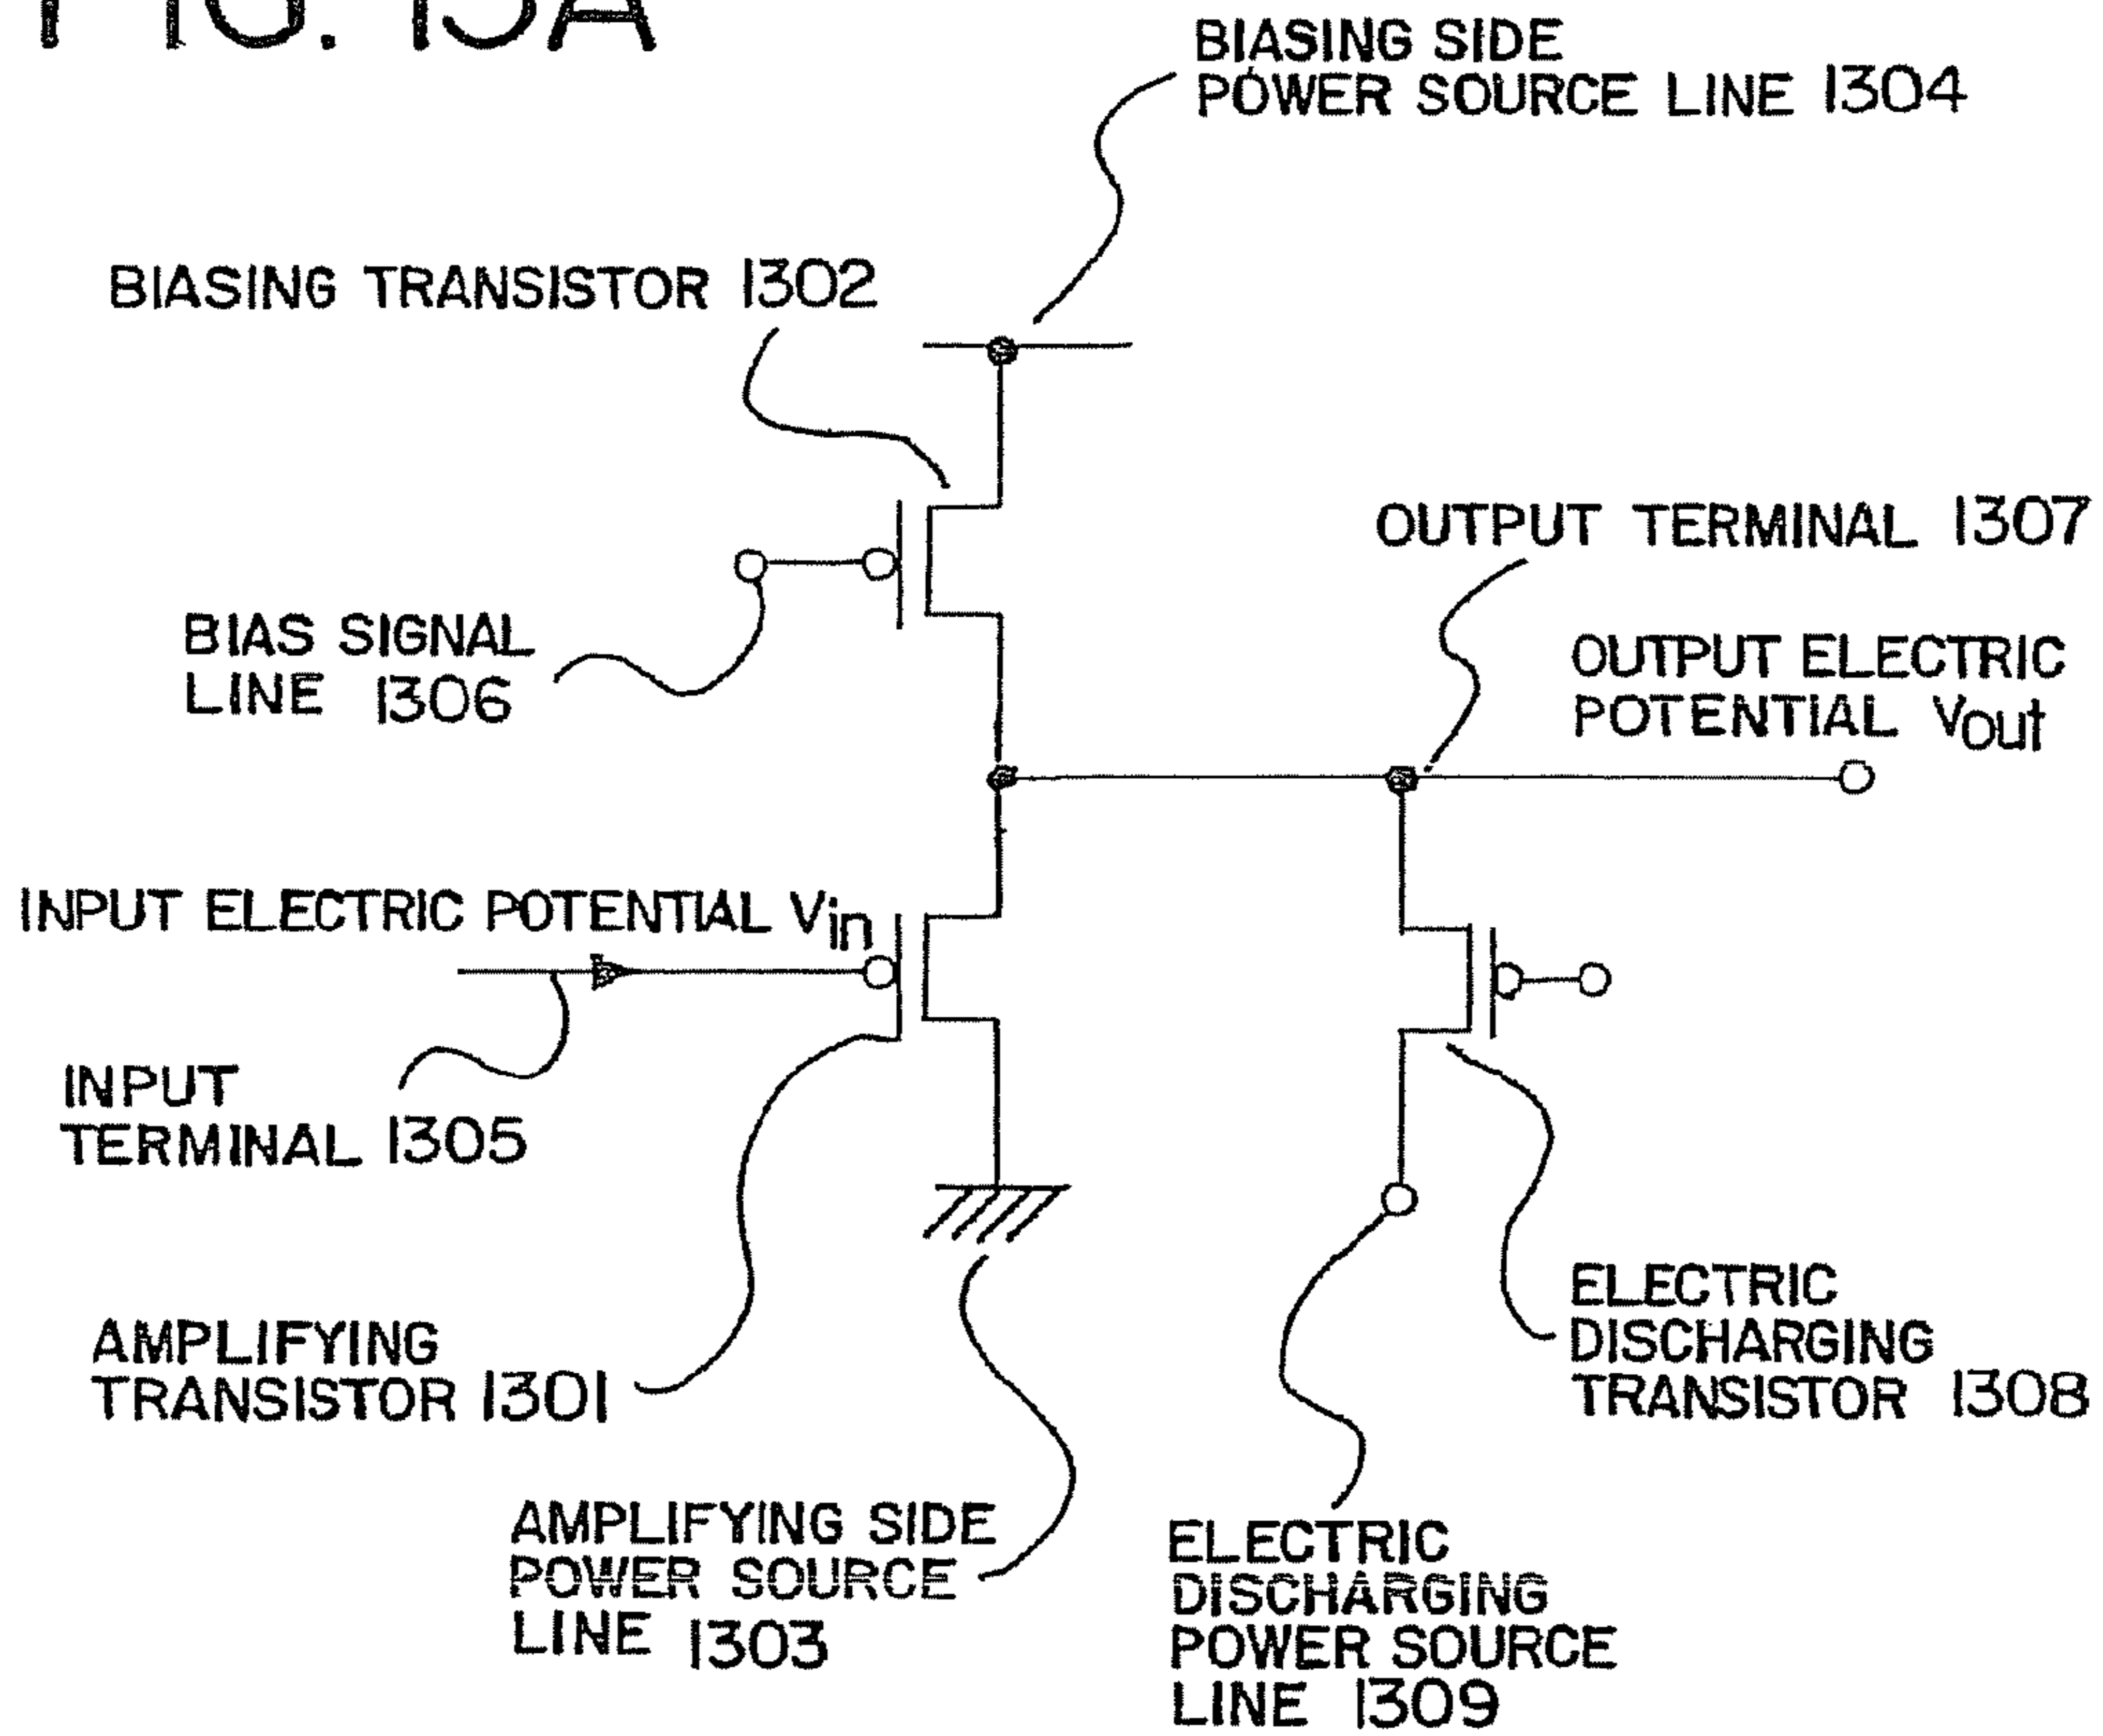 FIG. 13A
BIASING SIDE
POWER SOURCE LINE 1304
BIASING TRANSISTOR 1302
OUTPUT TERMINAL 1307
BIAS SIGNAL
LINE 1306
OUTPUT ELECTRIC
POTENTIAL Vout
INPUT ELECTRIC POTENTIAL Vin
INPUT
TERMINAL 1305
AMPLIFYING
TRANSISTOR 1301
ELECTRIC
DISCHARGING
TRANSISTOR 1308
AMPLIFYING SIDE
POWER SOURCE
LINE 1303
ELECTRIC
DISCHARGING
POWER SOURCE
LINE 1309